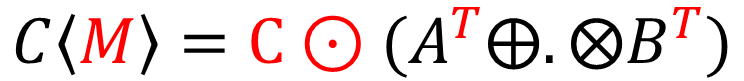 C⟨M⟩ = C ⊙ (Aᵀ⊕.⊗Bᵀ)